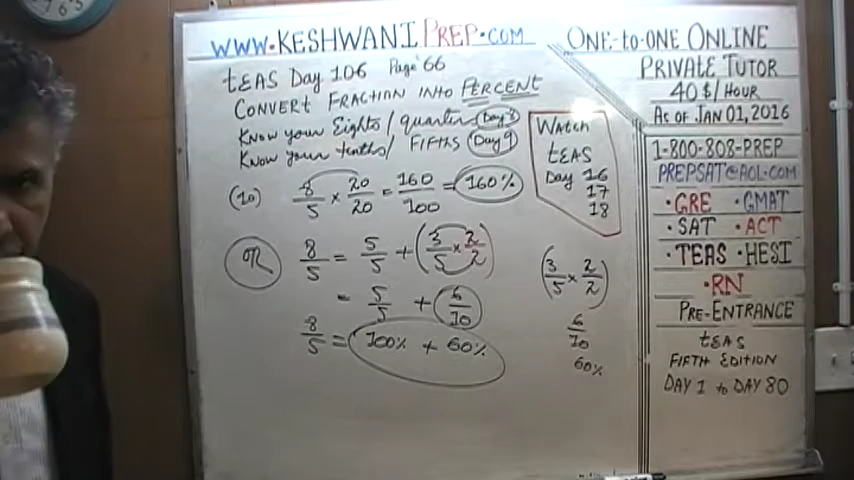 WWW.KESHWANIPREP.COM
TEAS Day 106 Page 66
CONVERT FRACTION INTO PERCENT
KNOW YOUR Eights/quarters Day 8
KNOW YOUR tenths/ FIFTHS Day 9
(10) 8/5 × 20/20 = 160/100 = 160%
OR 8/5 = 5/5 + (3/5 × 2/2)
= 5/5 + 6/10
8/5 = 100% + 60%
(3/5 × 2/2)
6/10
60%
WATCH
TEAS
DAY 16
17
18
ONE-to-ONE ONLINE
PRIVATE TUTOR
40$/HOUR
AS OF JAN 01, 2016
1-800-808-PREP
PREPSAT@AOL.COM
•GRE •GMAT
•SAT •ACT
•TEAS •HESI
•RN
PRE-ENTRANCE
TEAS
FIFTH EDITION
DAY 1 to DAY 80